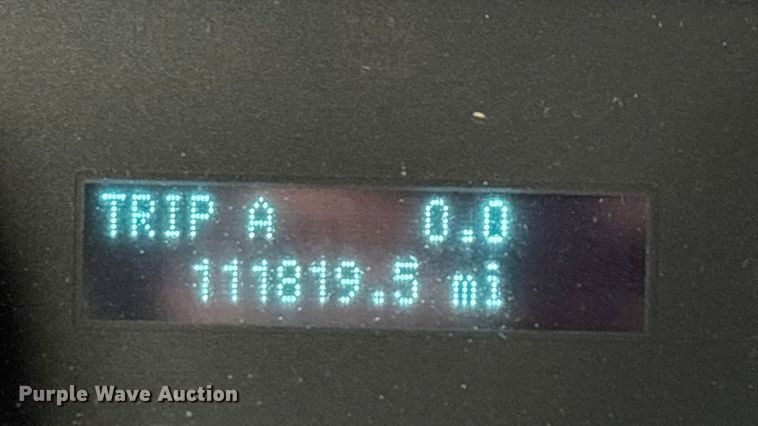 TRIP A 0.0
111819.5 mi
Purple Wave Auction